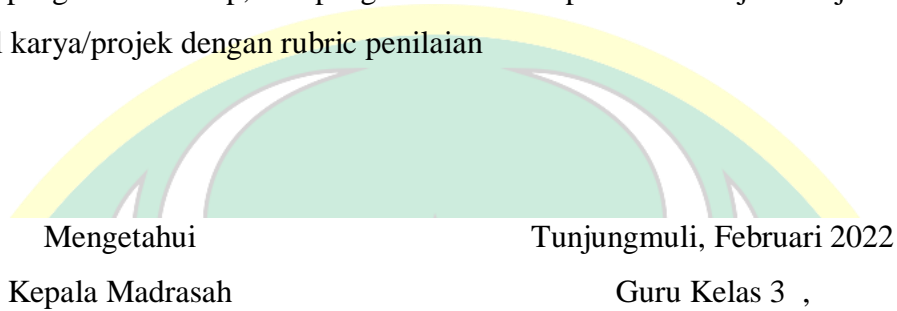 karya/projek dengan rubric penilaian
Mengetahui Tunjungmuli, Februari 2022
Kepala Madrasah Guru Kelas 3 ,